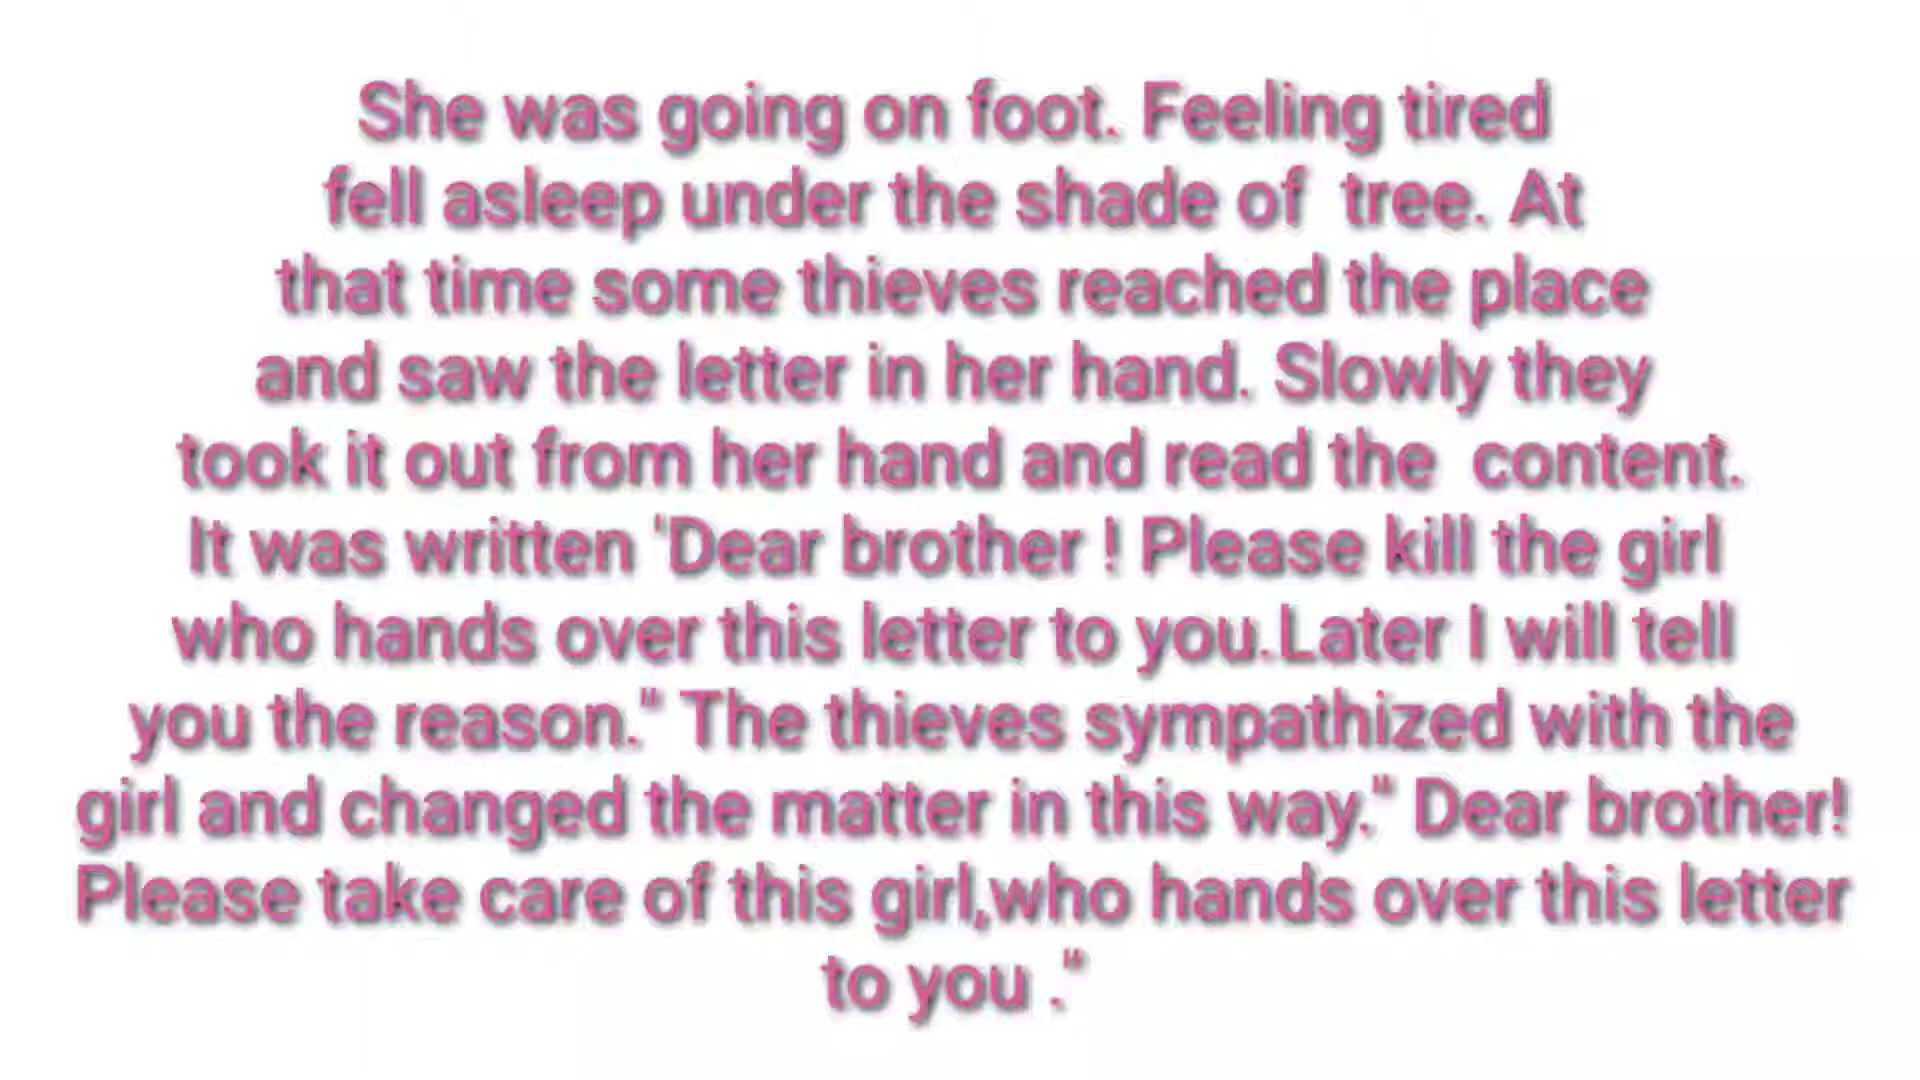 She was going on foot. Feeling tired
fell asleep under the shade of  tree. At
that time some thieves reached the place
and saw the letter in her hand. Slowly they
took it out from her hand and read the  content.
It was written 'Dear brother ! Please kill the girl
who hands over this letter to you.Later I will tell
you the reason." The thieves sympathized with the
girl and changed the matter in this way." Dear brother!
Please take care of this girl,who hands over this letter
to you ."